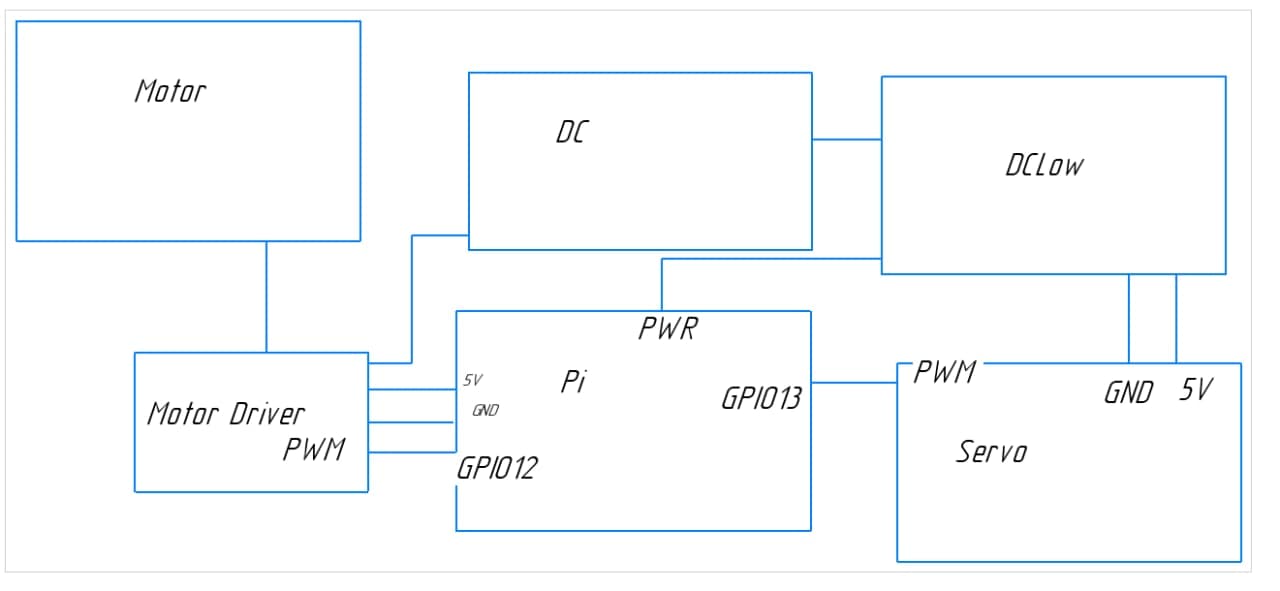 Motor
DC
DCLow
PWR
5V
Pi
GND
GPIO13
GPIO12
Motor Driver
PWM
PWM
GND
5V
Servo